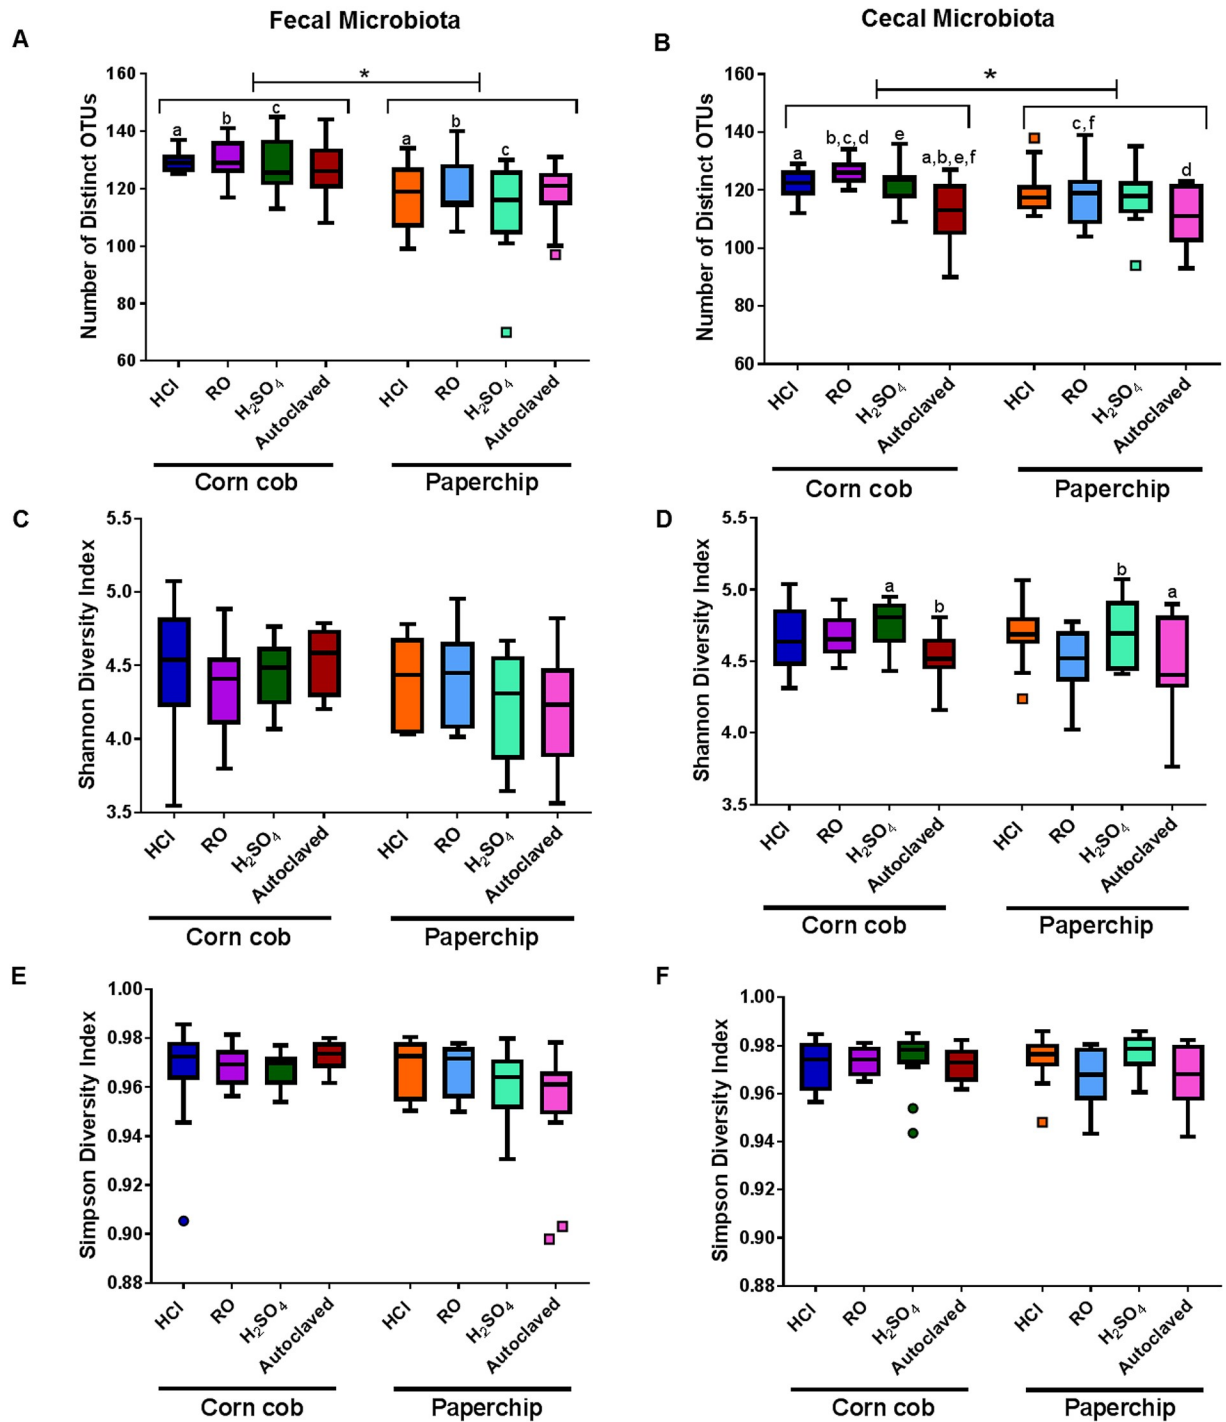 Fecal Microbiota
Cecal Microbiota
A
Number of Distinct OTUs
160
140
120
100
80
60
*
a
b
c
a
b
c
HCl
RO
H₂SO₄
Autoclaved
HCl
RO
H₂SO₄
Autoclaved
Corn cob
Paperchip
B
Number of Distinct OTUs
160
140
120
100
80
60
*
a
b,c,d
e
a,b,e,f
c,f
d
HCl
RO
H₂SO₄
Autoclaved
HCl
RO
H₂SO₄
Autoclaved
Corn cob
Paperchip
C
Shannon Diversity Index
5.5
5.0
4.5
4.0
3.5
HCl
RO
H₂SO₄
Autoclaved
HCl
RO
H₂SO₄
Autoclaved
Corn cob
Paperchip
D
Shannon Diversity Index
5.5
5.0
4.5
4.0
3.5
a
b
b
a
HCl
RO
H₂SO₄
Autoclaved
HCl
RO
H₂SO₄
Autoclaved
Corn cob
Paperchip
E
Simpson Diversity Index
1.00
0.98
0.96
0.94
0.92
0.90
0.88
HCl
RO
H₂SO₄
Autoclaved
HCl
RO
H₂SO₄
Autoclaved
Corn cob
Paperchip
F
Simpson Diversity Index
1.00
0.98
0.96
0.94
0.92
0.90
0.88
HCl
RO
H₂SO₄
Autoclaved
HCl
RO
H₂SO₄
Autoclaved
Corn cob
Paperchip